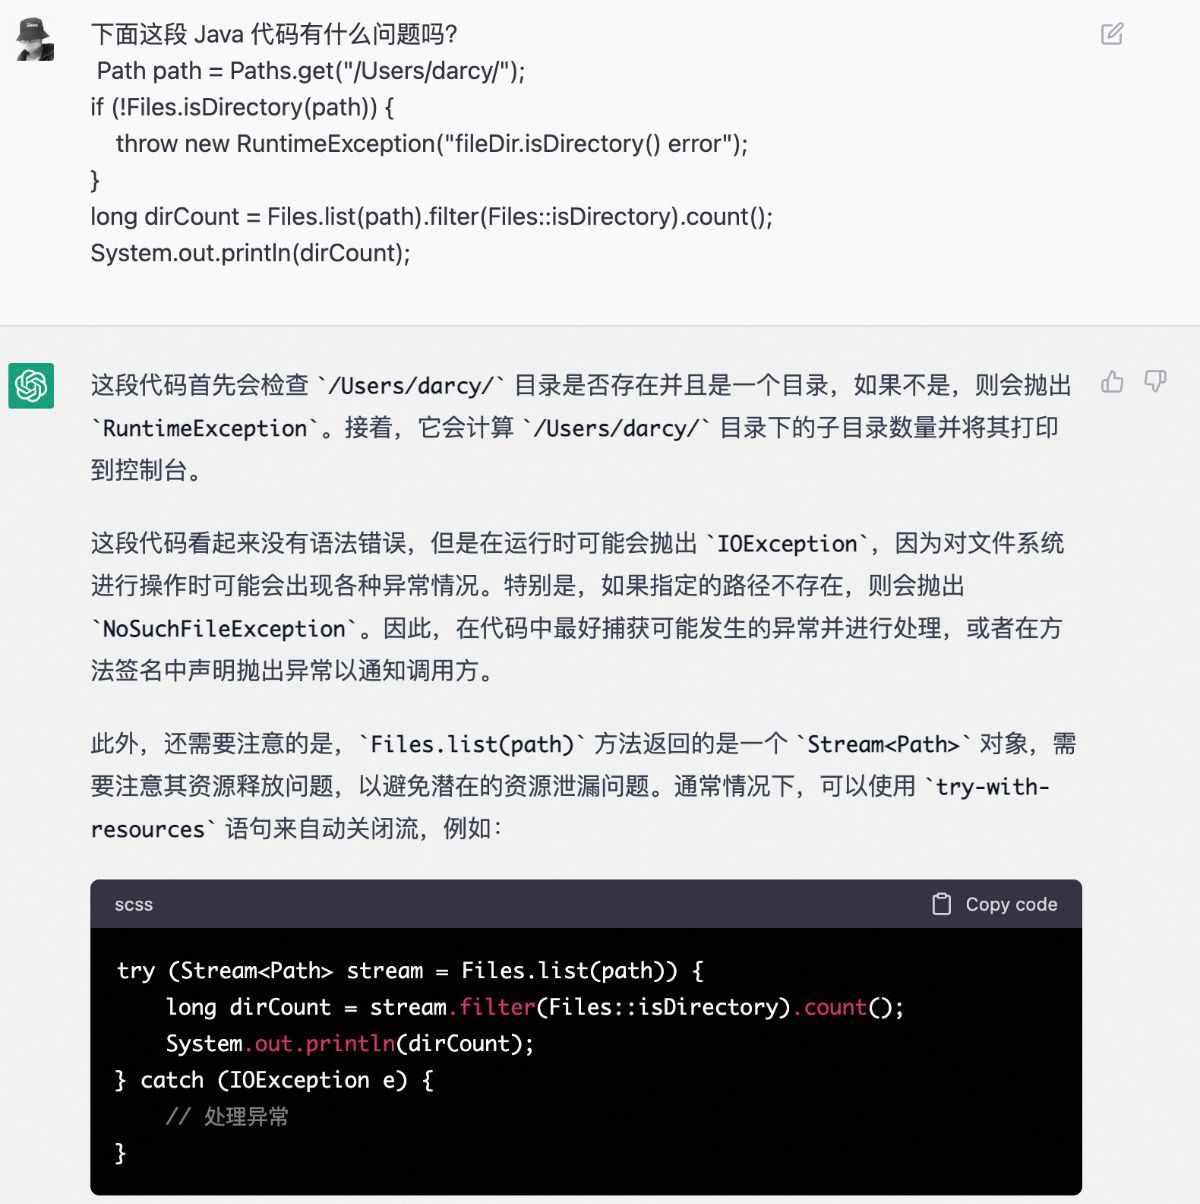 下面这段 Java 代码有什么问题吗?
Path path = Paths.get("/Users/darcy/");
if (!Files.isDirectory(path)) {
    throw new RuntimeException("fileDir.isDirectory() error");
}
long dirCount = Files.list(path).filter(Files::isDirectory).count();
System.out.println(dirCount);
这段代码首先会检查 `/Users/darcy/` 目录是否存在并且是一个目录，如果不是，则会抛出
`RuntimeException`。接着，它会计算 `/Users/darcy/` 目录下的子目录数量并将其打印
到控制台。
这段代码看起来没有语法错误，但是在运行时可能会抛出 `IOException`，因为对文件系统
进行操作时可能会出现各种异常情况。特别是，如果指定的路径不存在，则会抛出
`NoSuchFileException`。因此，在代码中最好捕获可能发生的异常并进行处理，或者在方
法签名中声明抛出异常以通知调用方。
此外，还需要注意的是，`Files.list(path)` 方法返回的是一个 `Stream<Path>` 对象，需
要注意其资源释放问题，以避免潜在的资源泄漏问题。通常情况下，可以使用 `try-with-
resources` 语句来自动关闭流，例如：
scss
Copy code
try (Stream<Path> stream = Files.list(path)) {
    long dirCount = stream.filter(Files::isDirectory).count();
    System.out.println(dirCount);
} catch (IOException e) {
    // 处理异常
}